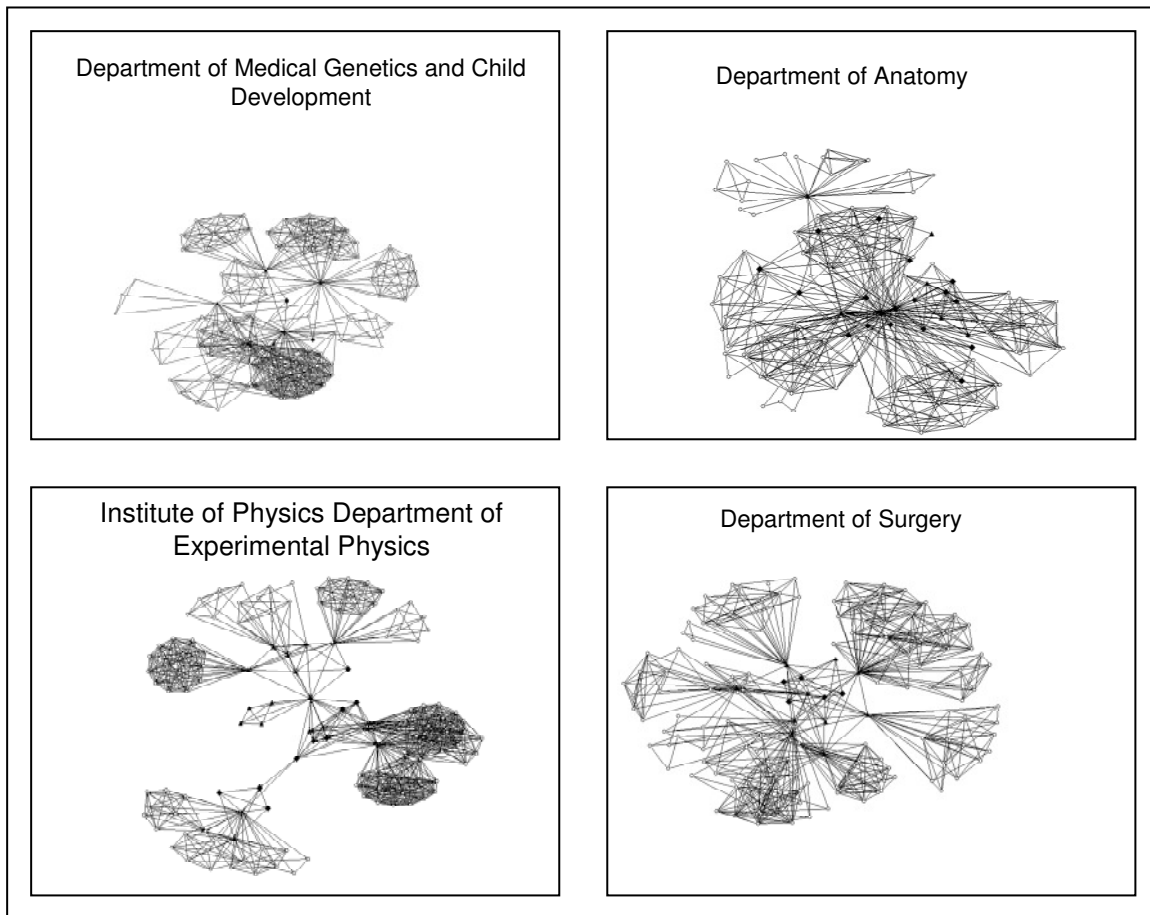 Department of Medical Genetics and Child
Development
Department of Anatomy
Institute of Physics Department of
Experimental Physics
Department of Surgery